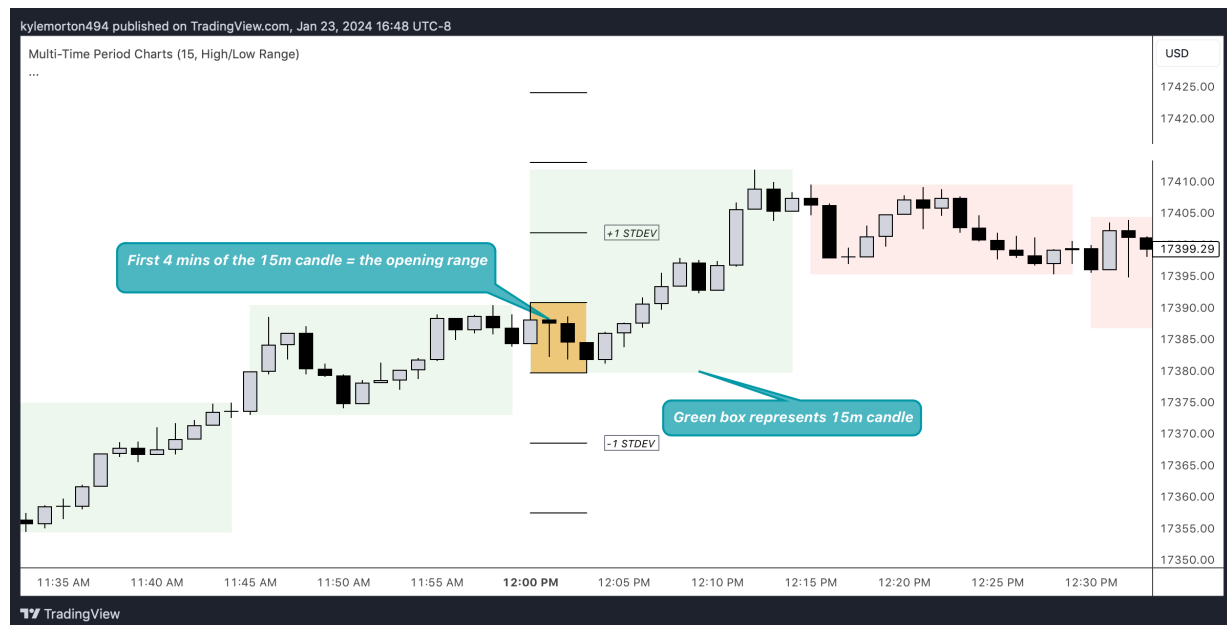 kylemorton494 published on TradingView.com, Jan 23, 2024 16:48 UTC-8
Multi-Time Period Charts (15, High/Low Range)
...
USD
17425.00
17420.00
17410.00
17405.00
17399.29
17395.00
17390.00
17385.00
17380.00
17375.00
17370.00
17365.00
17360.00
17355.00
17350.00
+1 STDEV
First 4 mins of the 15m candle = the opening range
Green box represents 15m candle
-1 STDEV
11:35 AM 11:40 AM 11:45 AM 11:50 AM 11:55 AM 12:00 PM 12:05 PM 12:10 PM 12:15 PM 12:20 PM 12:25 PM 12:30 PM
TradingView